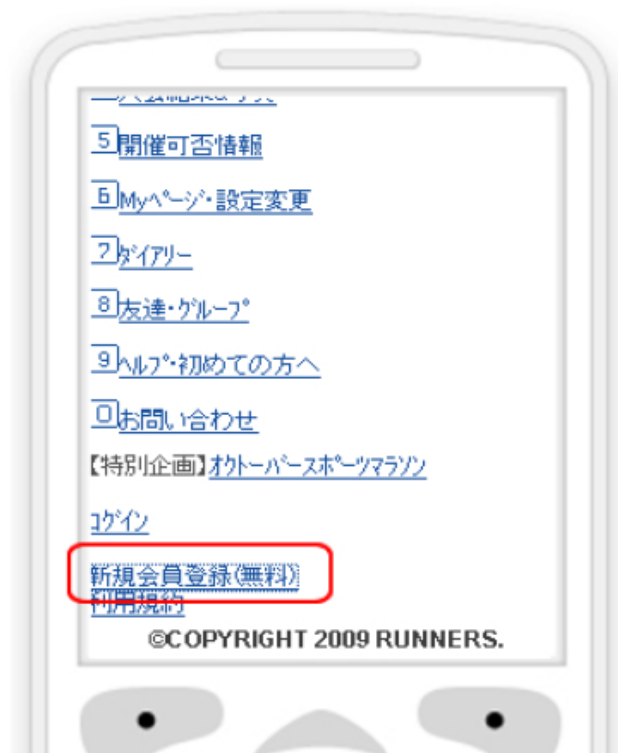 5開催可否情報
6Myﾍﾟｰｼﾞ･設定変更
7ﾀﾞｲｱﾘｰ
8友達･ｸﾞﾙｰﾌﾟ
9ﾍﾙﾌﾟ･初めての方へ
0お問い合わせ
【特別企画】ｵｸﾄｰﾊﾞｰｽﾎﾟｰﾂﾏﾗｿﾝ
ﾛｸﾞｲﾝ
新規会員登録(無料)
利用規約
©COPYRIGHT 2009 RUNNERS.